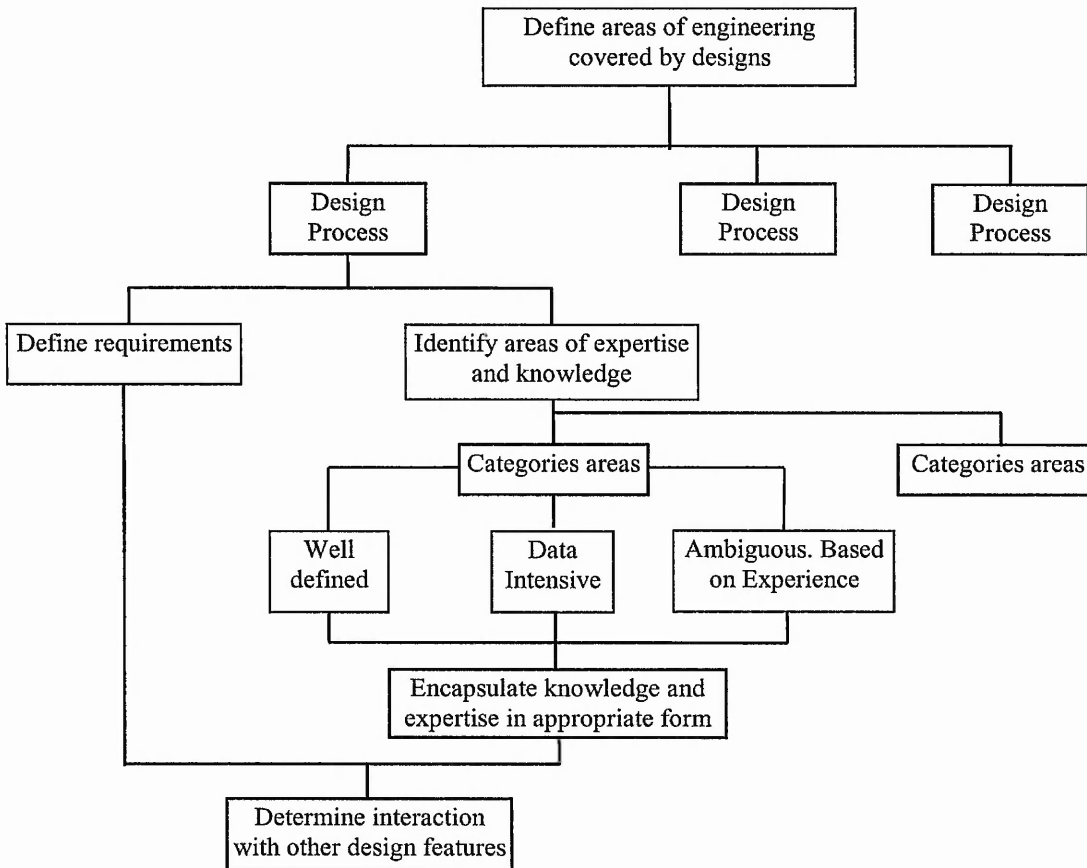 Define areas of engineering
covered by designs
Design
Process
Design
Process
Design
Process
Define requirements
Identify areas of expertise
and knowledge
Categories areas
Categories areas
Well
defined
Data
Intensive
Ambiguous. Based
on Experience
Encapsulate knowledge and
expertise in appropriate form
Determine interaction
with other design features